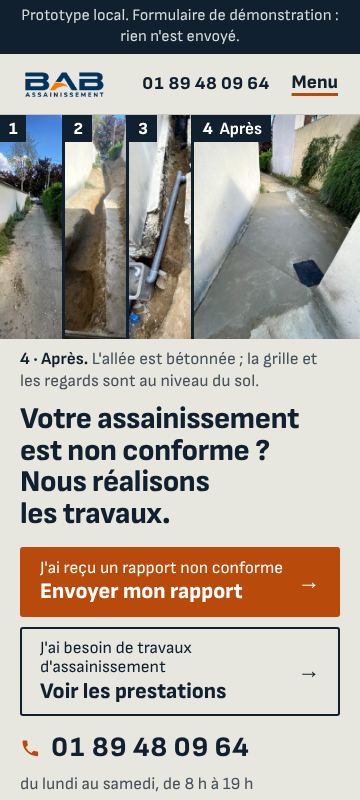 Prototype local. Formulaire de démonstration :
rien n'est envoyé.
BAB
ASSAINISSEMENT
01 89 48 09 64
Menu
1
2
3
4 Après
4 · Après. L'allée est bétonnée ; la grille et
les regards sont au niveau du sol.
Votre assainissement
est non conforme ?
Nous réalisons
les travaux.
J'ai reçu un rapport non conforme
Envoyer mon rapport
→
J'ai besoin de travaux
d'assainissement
Voir les prestations
→
01 89 48 09 64
du lundi au samedi, de 8 h à 19 h